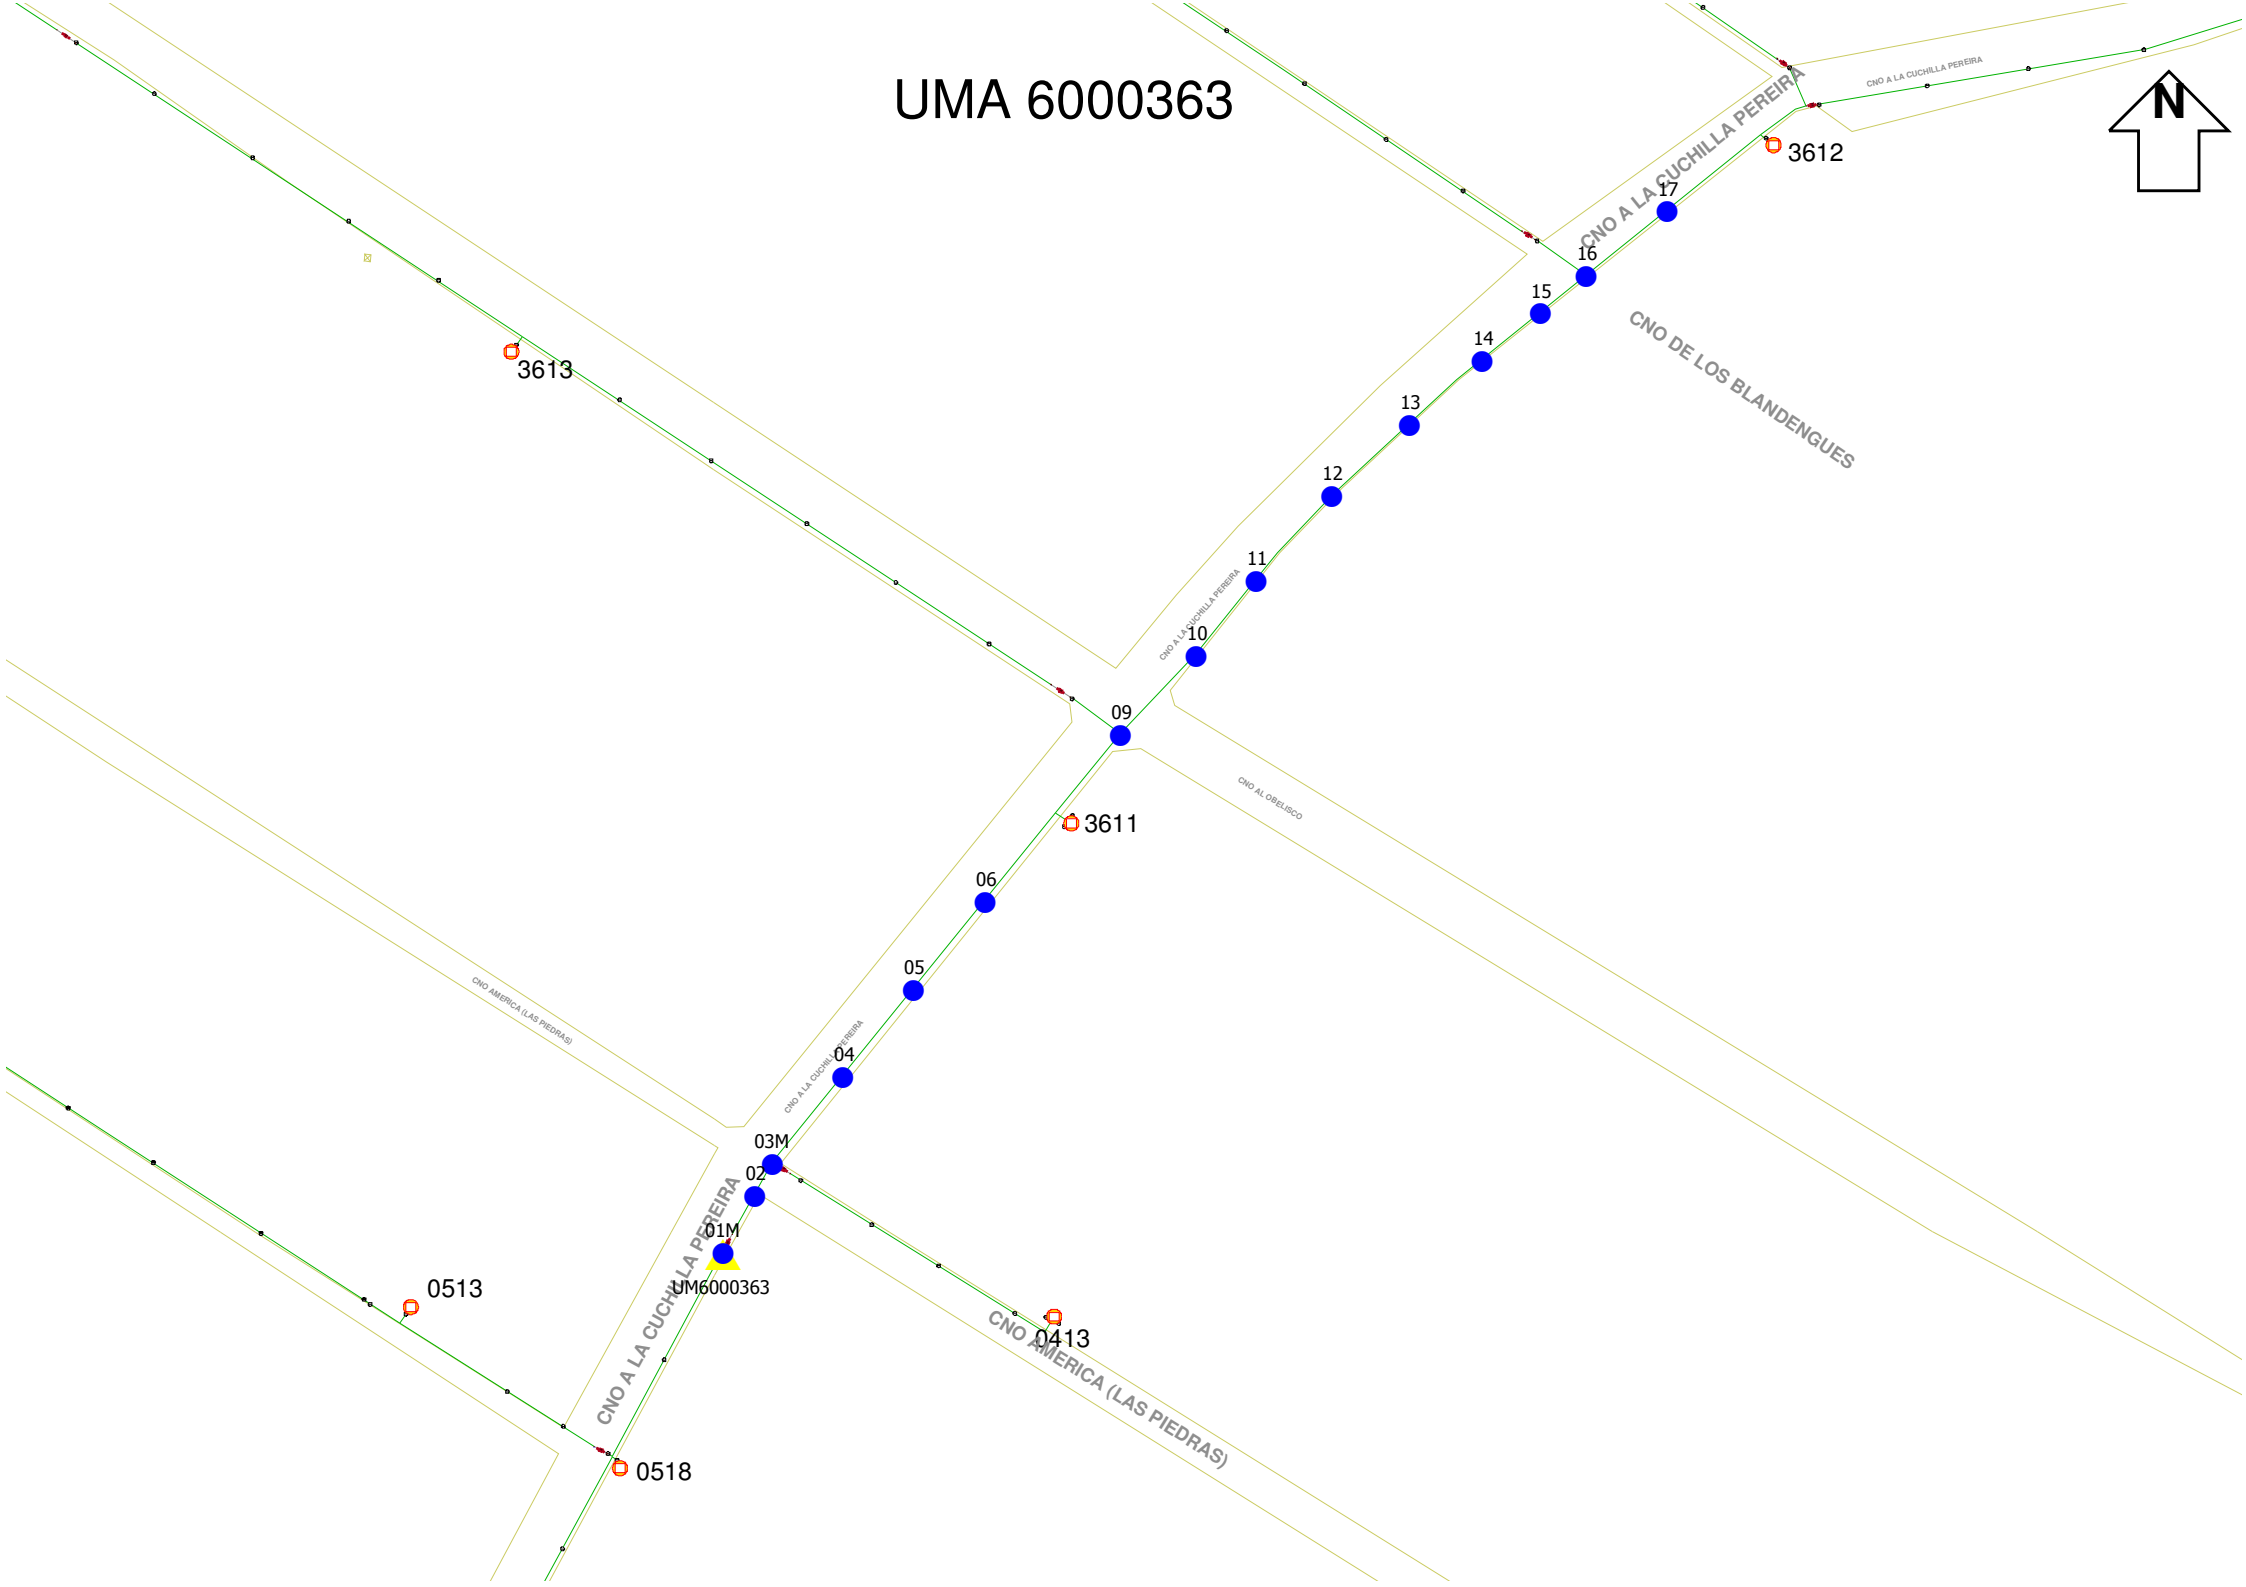 UMA 6000363
CNO A LA CUCHILLA PEREIRA
N
CNO A LA CUCHILLA PEREIRA
3612
17
16
15
CNO DE LOS BLANDENGUES
14
3613
13
12
11
CNO A LA CUCHILLA PEREIRA
10
09
CNO AL OBELISCO
3611
06
05
CNO AMERICA (LAS PIEDRAS)
CNO A LA CUCHILLA PEREIRA
04
03M
02
CNO A LA CUCHILLA PEREIRA
01M
UM6000363
0513
0413
CNO AMERICA (LAS PIEDRAS)
0518